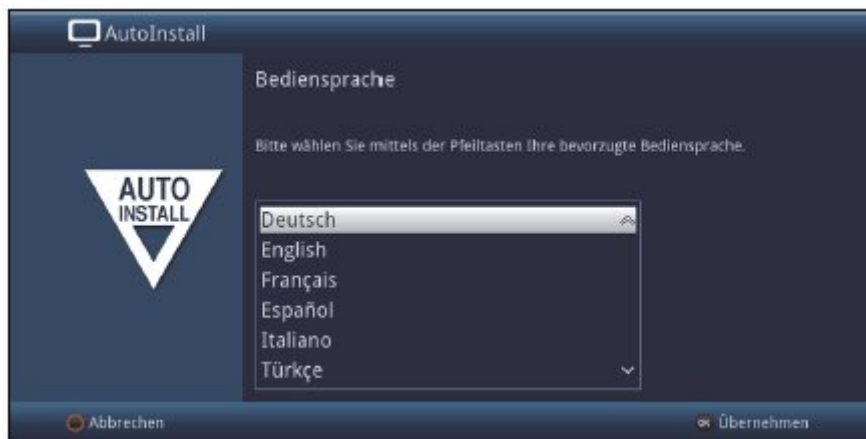 AutoInstall
Bediensprache
Bitte wählen Sie mittels der Pfeiltasten Ihre bevorzugte Bediensprache.
AUTO
INSTALL
Deutsch
English
Français
Español
Italiano
Türkçe
Abbrechen
OK Übernehmen